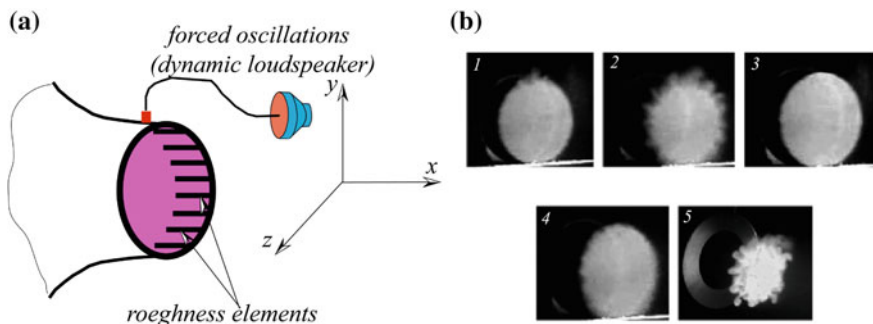 (a)
forced oscillations
(dynamic loudspeaker)
y
x
z
roeghness elements
(b)
1
2
3
4
5